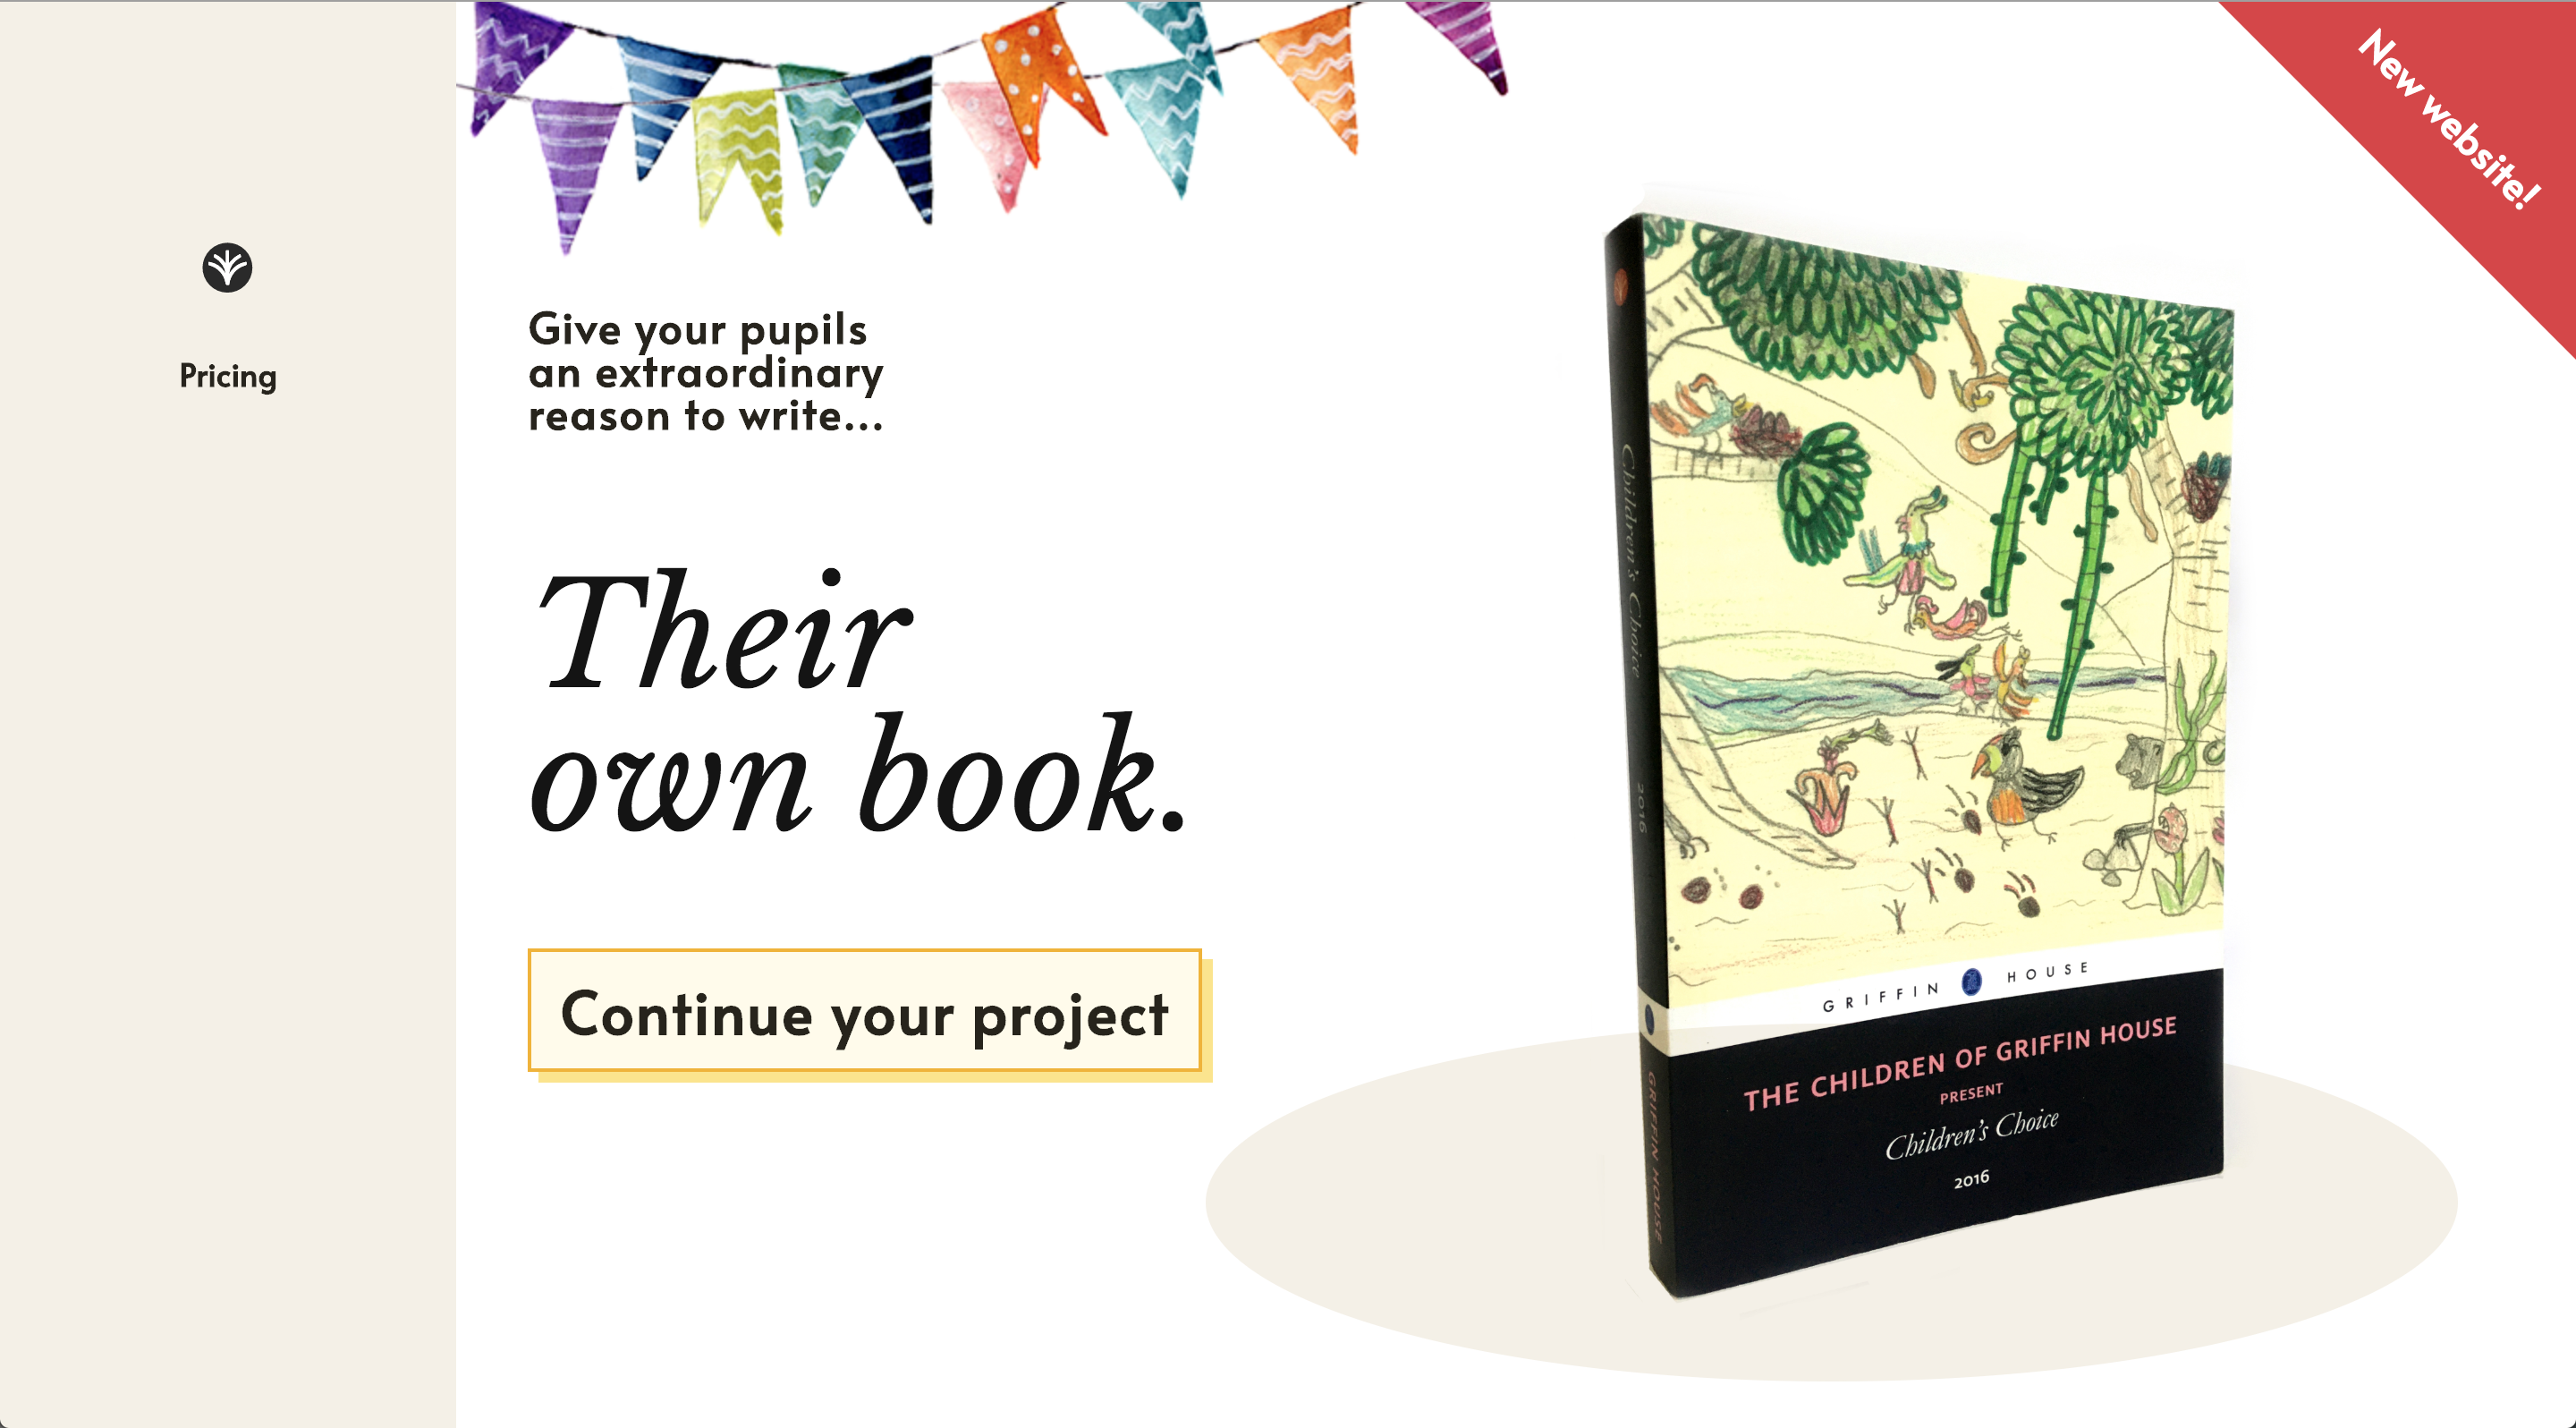 New website!
Pricing
Give your pupils
an extraordinary
reason to write...
Their
own book.
Continue your project
Children's Choice
2016
GRIFFIN HOUSE
GRIFFIN HOUSE
THE CHILDREN OF GRIFFIN HOUSE
PRESENT
Children's Choice
2016